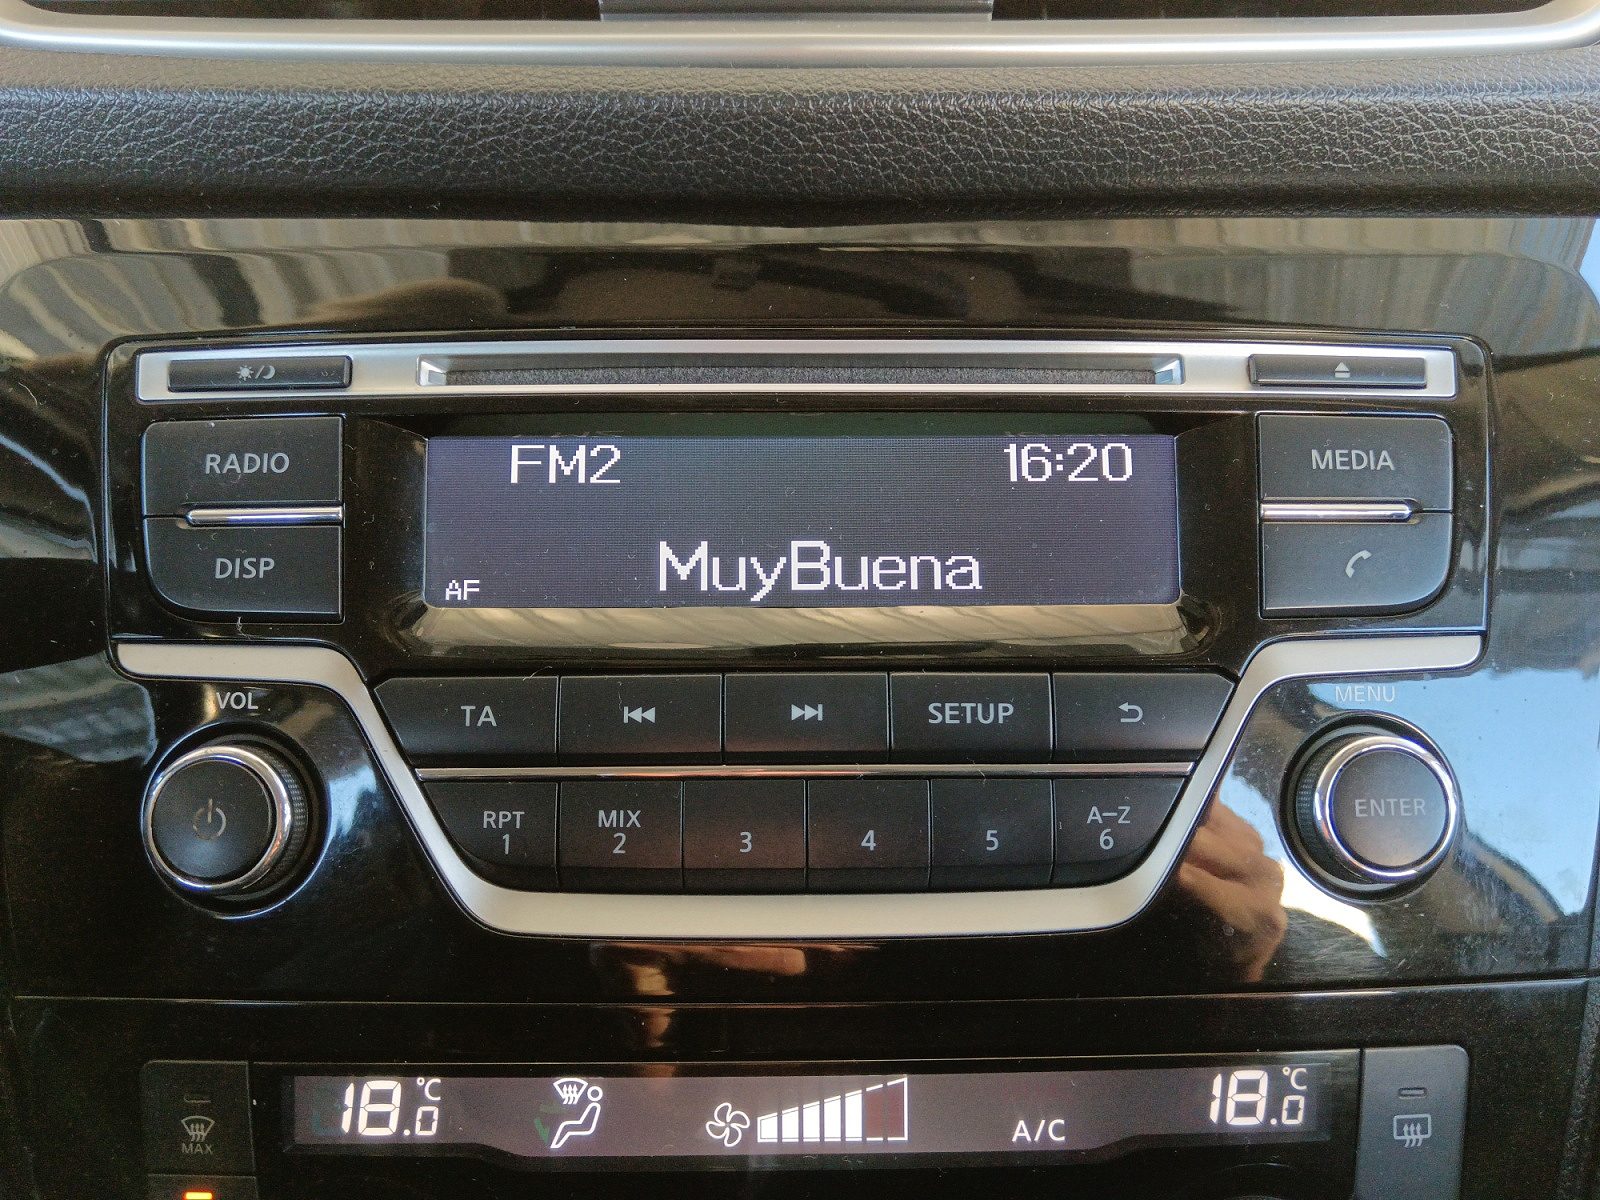 RADIO
FM2 16:20
MEDIA
DISP
AF MuyBuena
VOL
TA
SETUP
MENU
RPT
1
MIX
2
3
4
5
A-Z
6
ENTER
18.0 °C
A/C
18.0 °C
MAX